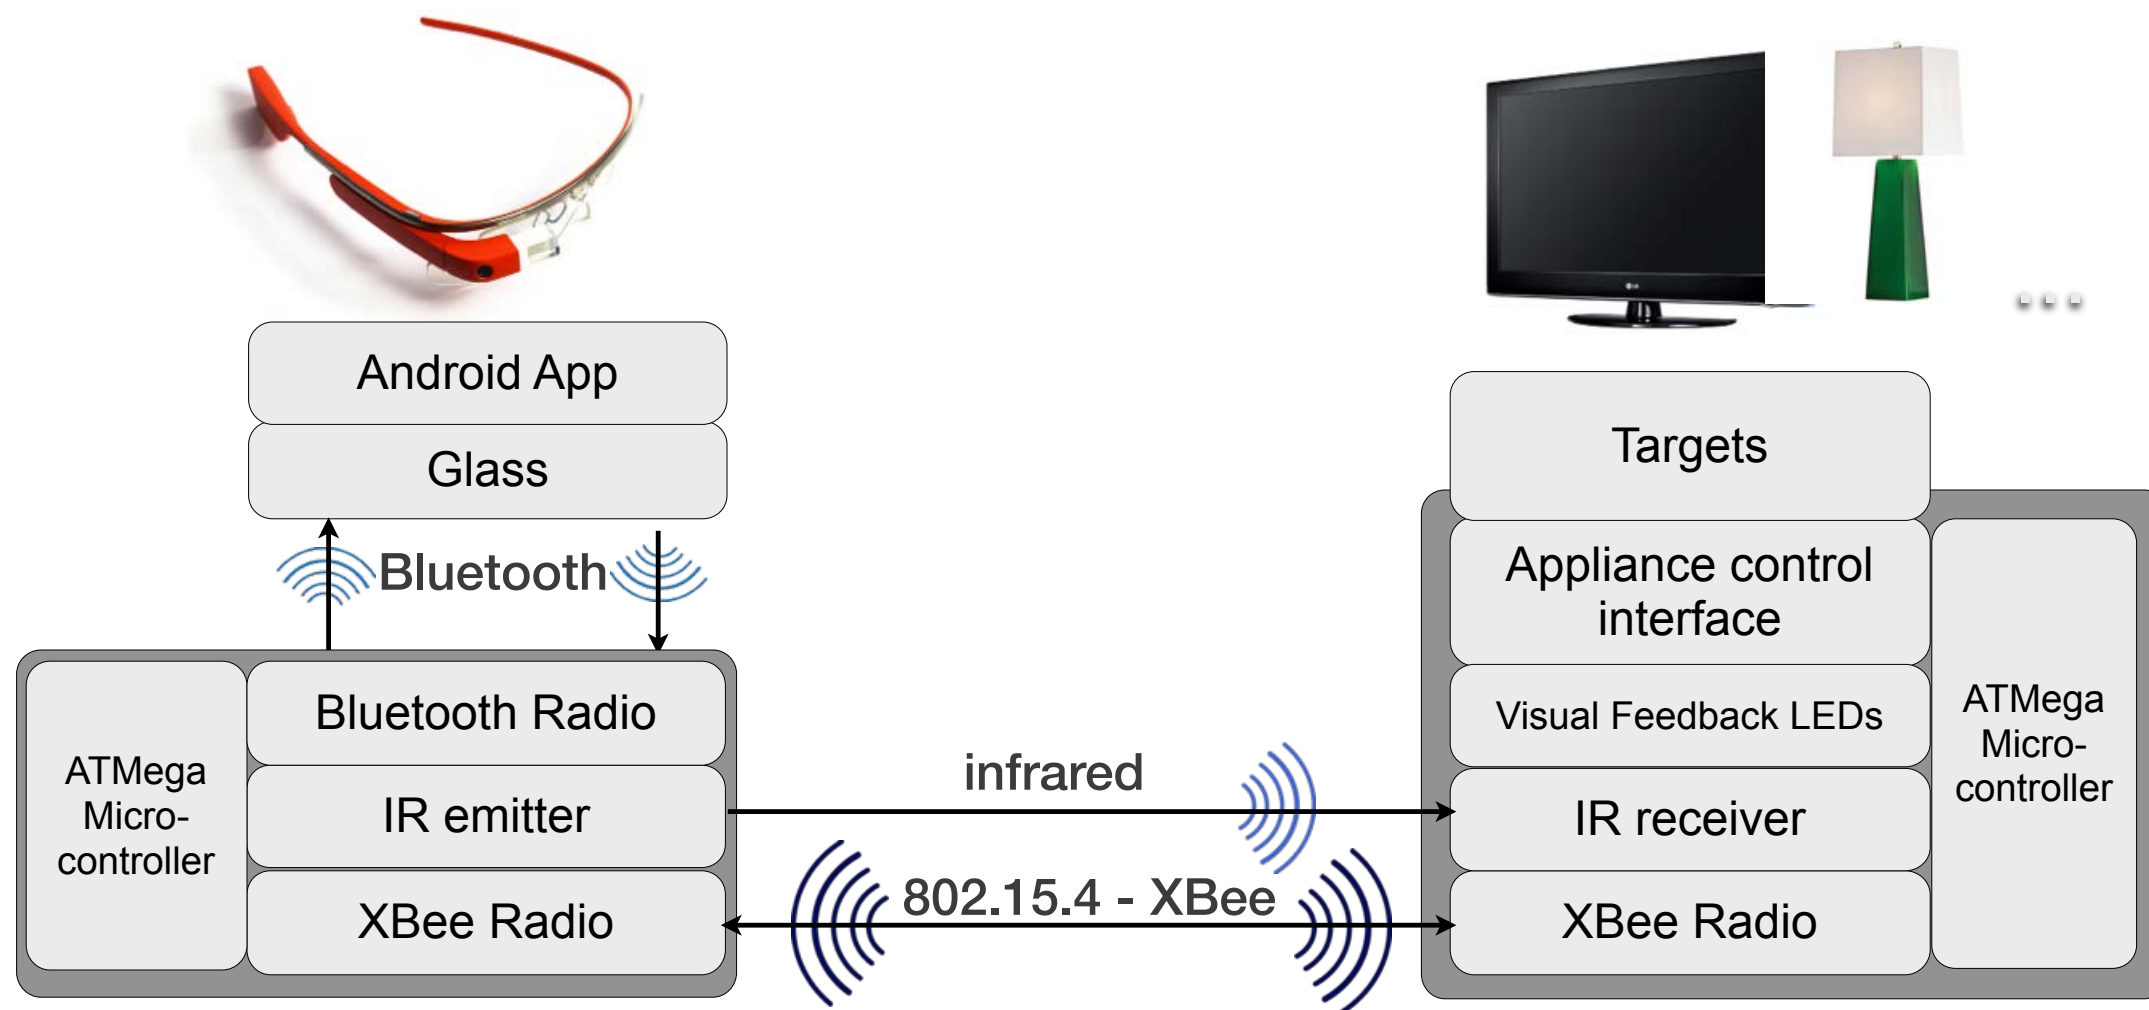 Android App
Glass
Bluetooth
ATMega
Micro-
controller
Bluetooth Radio
IR emitter
XBee Radio
infrared
802.15.4 - XBee
LG
...
Targets
Appliance control
interface
Visual Feedback LEDs
IR receiver
XBee Radio
ATMega
Micro-
controller